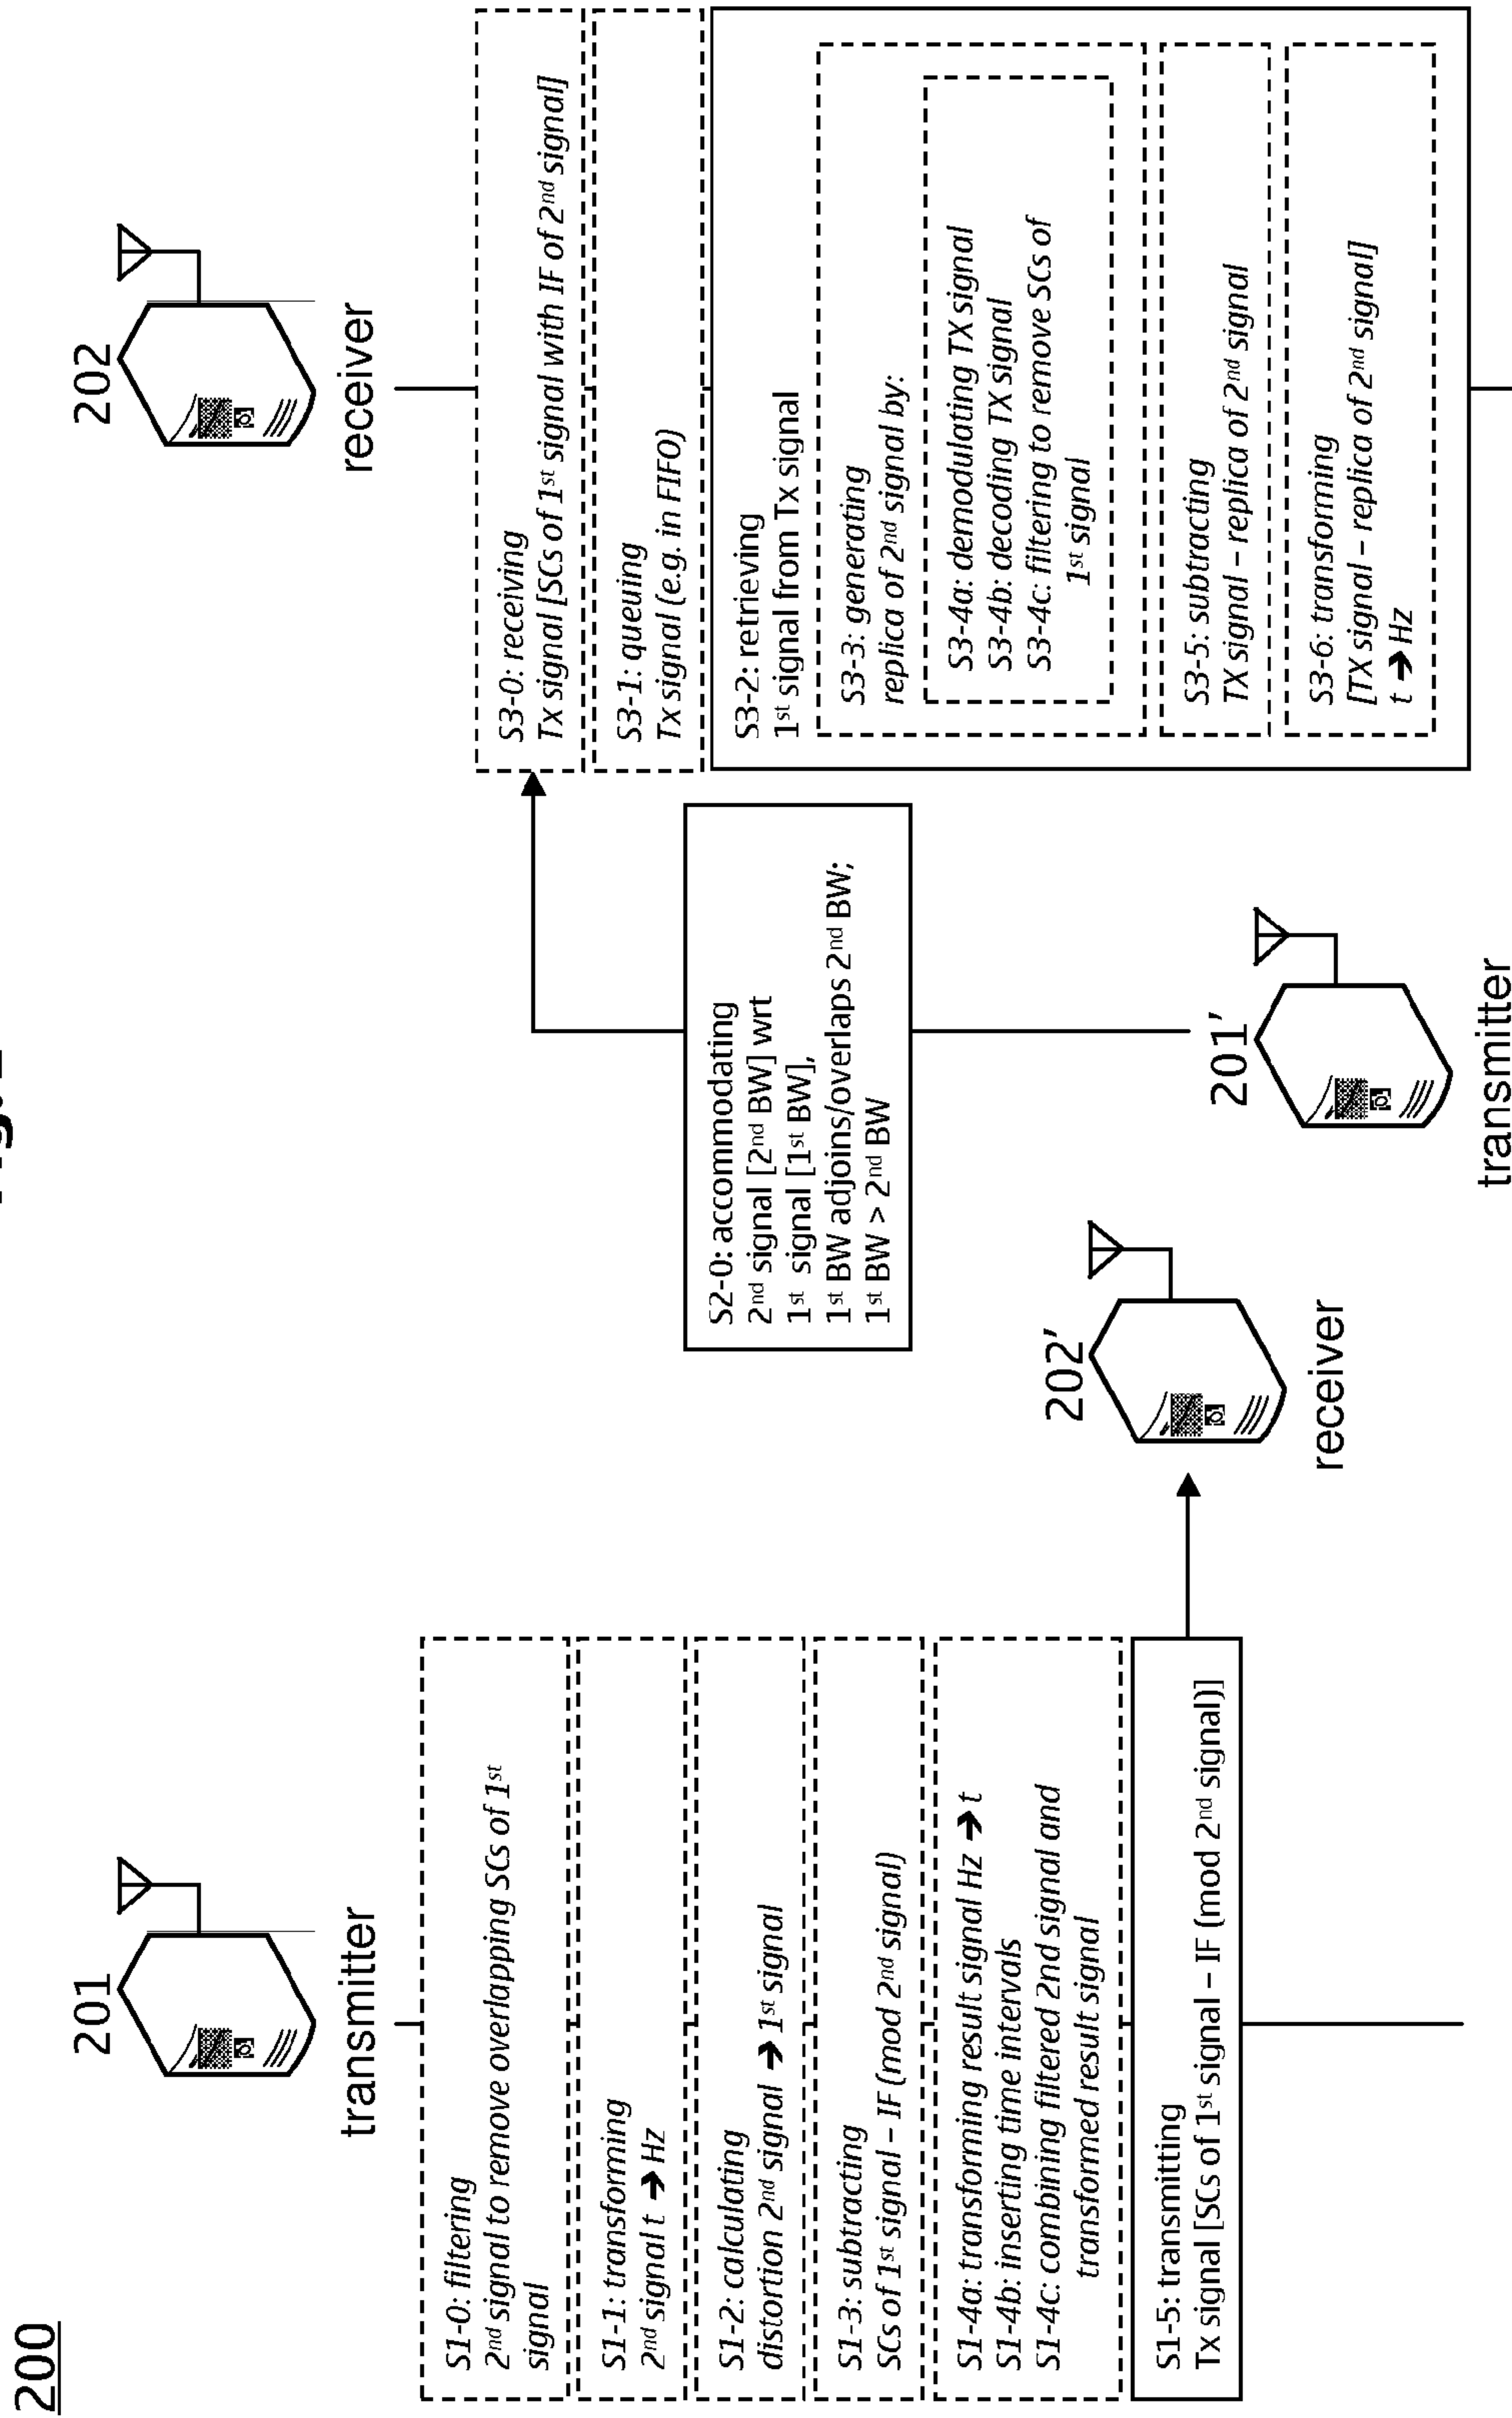 200
201
transmitter
S1-0: filtering
2nd signal to remove overlapping SCs of 1st
signal
S1-1: transforming
2nd signal t ➔ Hz
S1-2: calculating
distortion 2nd signal ➔ 1st signal
S1-3: subtracting
SCs of 1st signal – IF (mod 2nd signal)
S1-4a: transforming result signal Hz ➔ t
S1-4b: inserting time intervals
S1-4c: combining filtered 2nd signal and
transformed result signal
S1-5: transmitting
Tx signal [SCs of 1st signal – IF (mod 2nd signal)]
202'
receiver
201'
transmitter
S2-0: accommodating
2nd signal [2nd BW] wrt
1st signal [1st BW],
1st BW adjoins/overlaps 2nd BW;
1st BW > 2nd BW
202
receiver
S3-0: receiving
Tx signal [SCs of 1st signal with IF of 2nd signal]
S3-1: queuing
Tx signal (e.g. in FIFO)
S3-2: retrieving
1st signal from Tx signal
S3-3: generating
replica of 2nd signal by:
S3-4a: demodulating TX signal
S3-4b: decoding TX signal
S3-4c: filtering to remove SCs of
1st signal
S3-5: subtracting
TX signal – replica of 2nd signal
S3-6: transforming
[TX signal – replica of 2nd signal]
t ➔ Hz